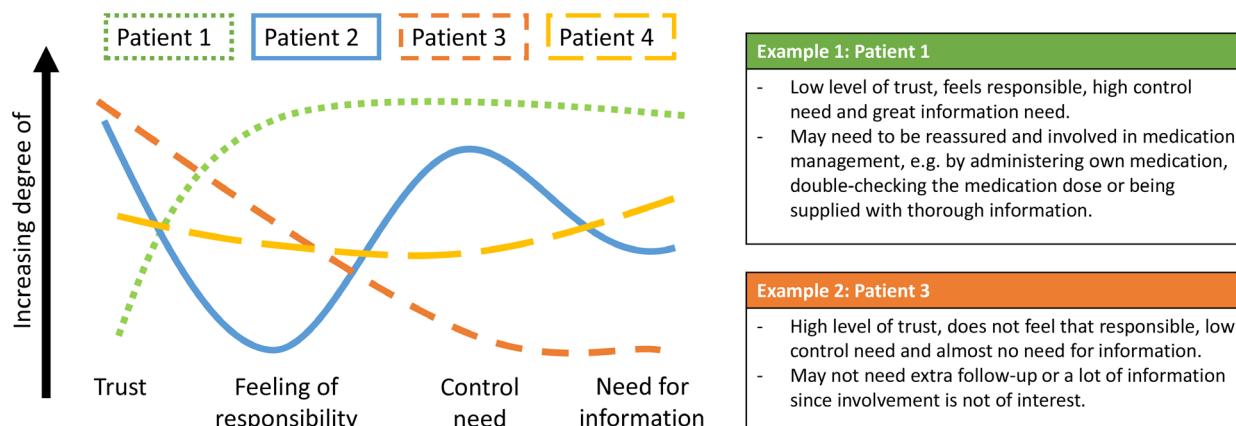 Patient 1 Patient 2 Patient 3 Patient 4
Increasing degree of
Trust Feeling of Control Need for
responsibility need information
Example 1: Patient 1
- Low level of trust, feels responsible, high control
need and great information need.
- May need to be reassured and involved in medication
management, e.g. by administering own medication,
double-checking the medication dose or being
supplied with thorough information.
Example 2: Patient 3
- High level of trust, does not feel that responsible, low
control need and almost no need for information.
- May not need extra follow-up or a lot of information
since involvement is not of interest.